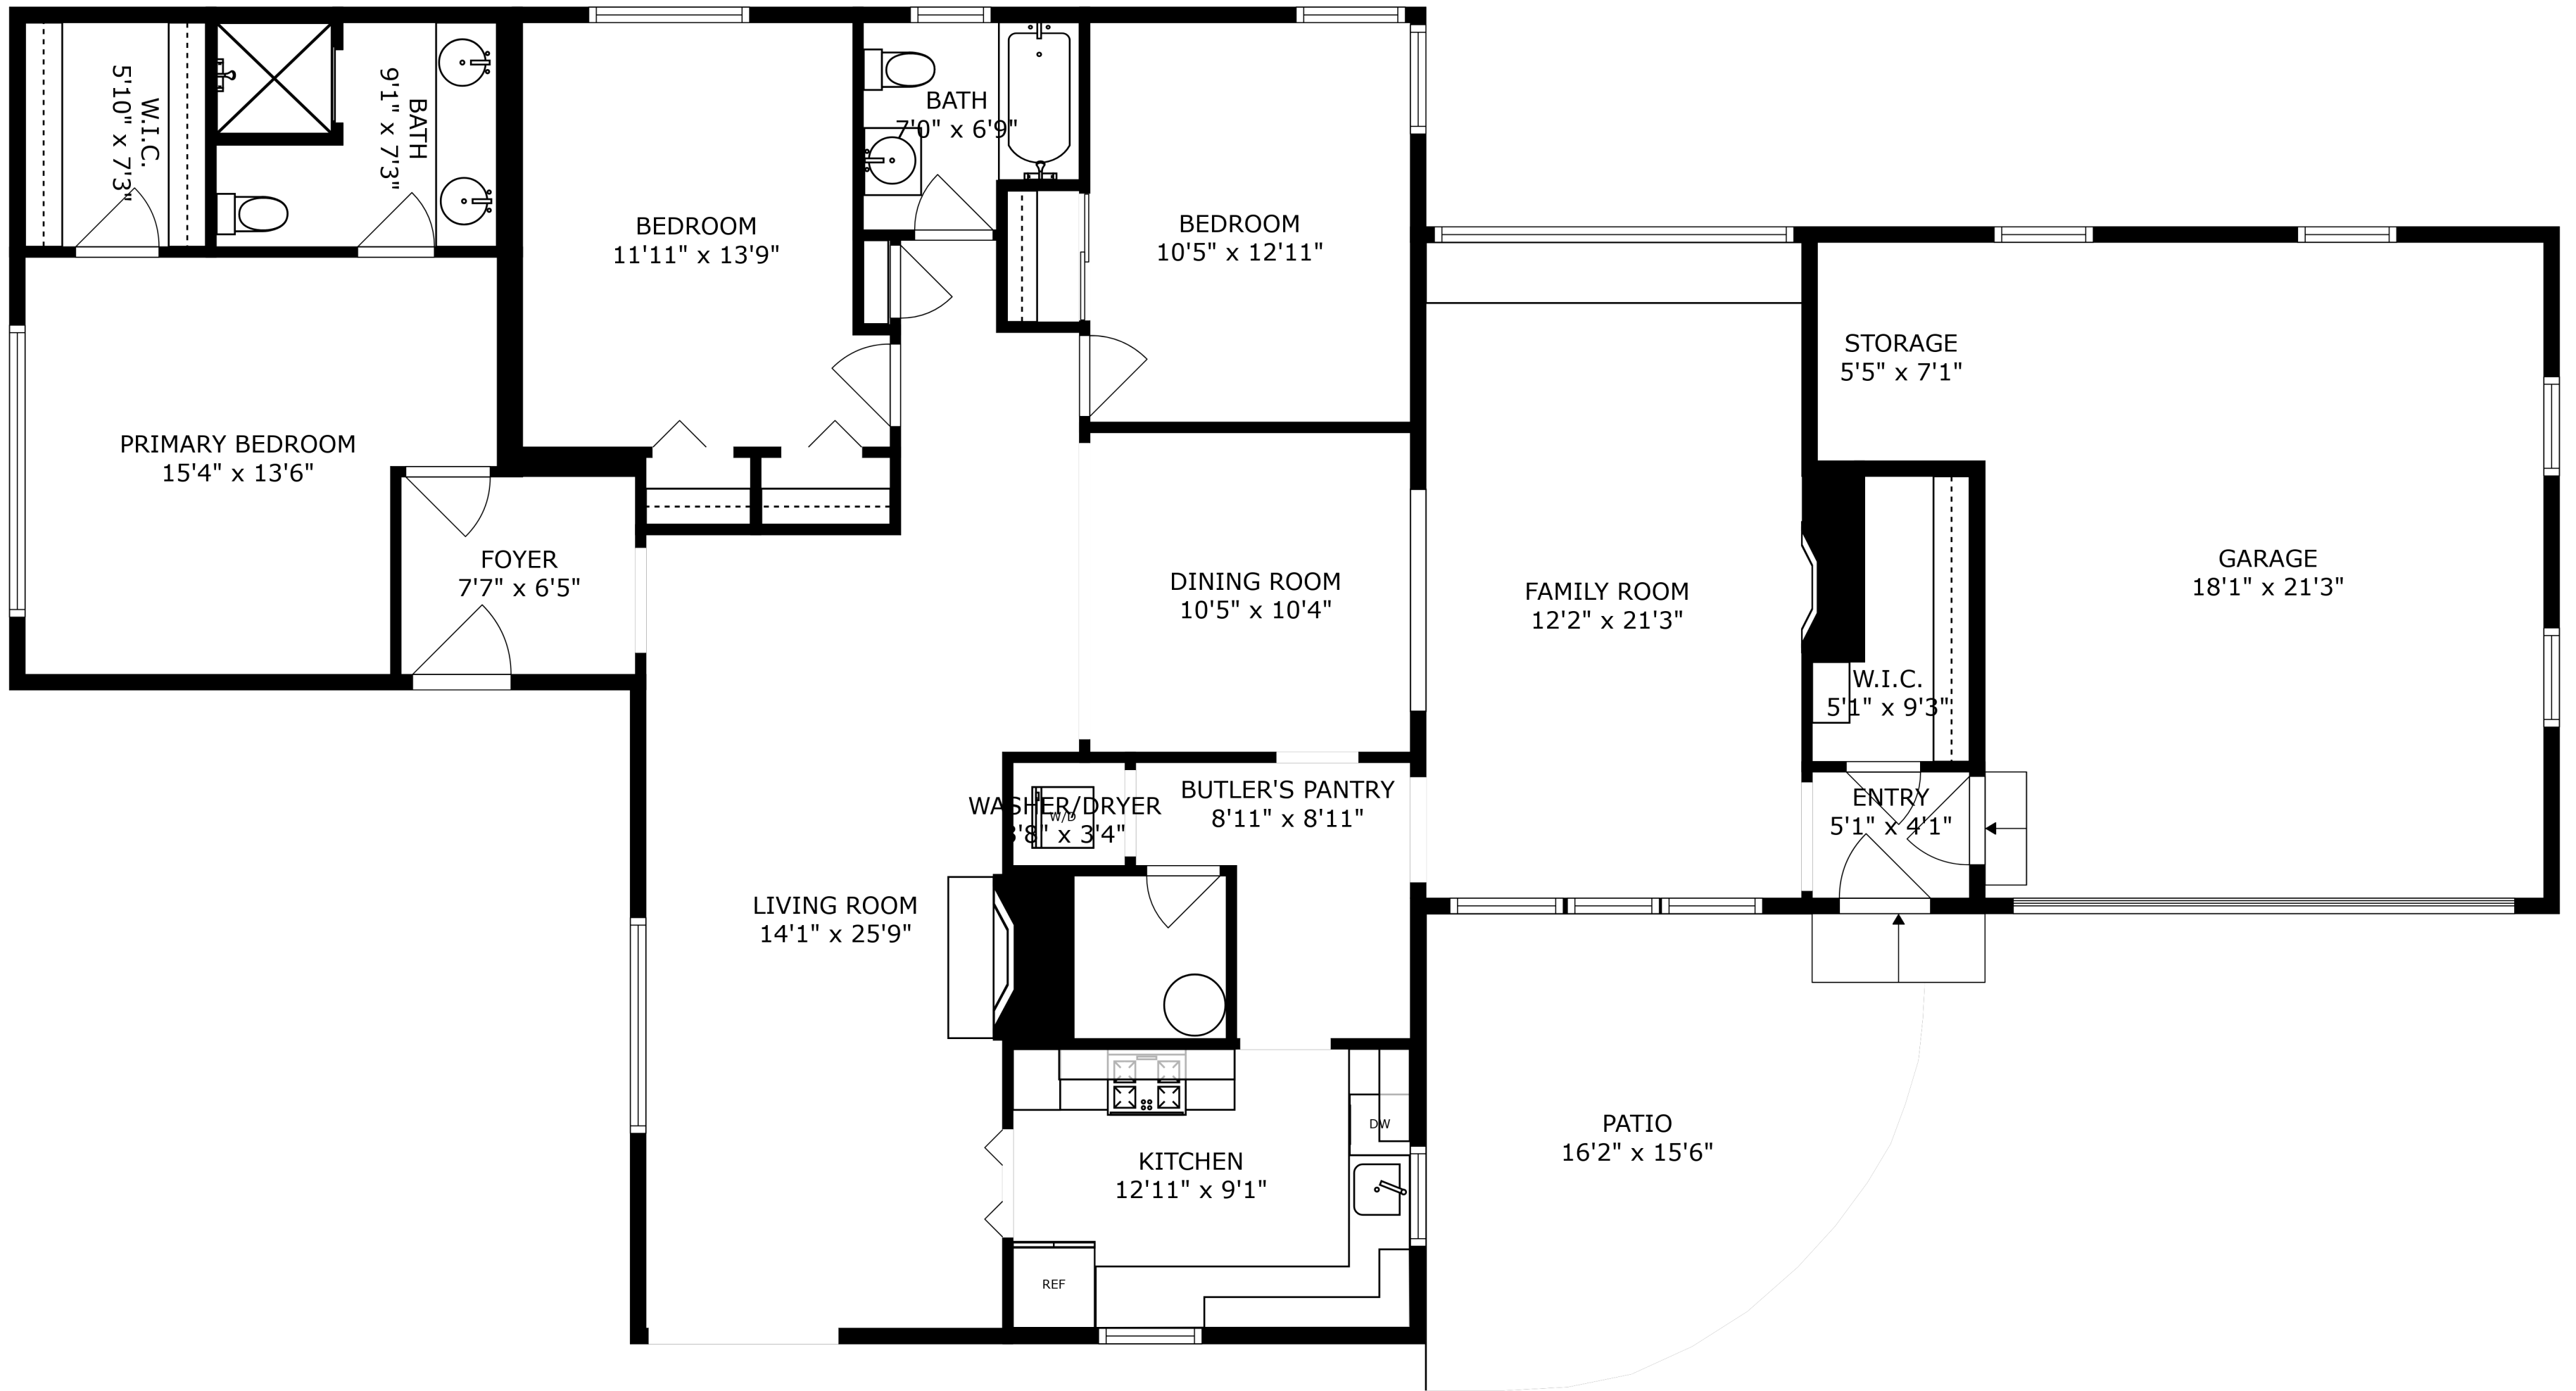 W.I.C.
5'10" x 7'3"
BATH
9'1" x 7'3"
BEDROOM
11'11" x 13'9"
BATH
7'0" x 6'9"
BEDROOM
10'5" x 12'11"
STORAGE
5'5" x 7'1"
PRIMARY BEDROOM
15'4" x 13'6"
FOYER
7'7" x 6'5"
DINING ROOM
10'5" x 10'4"
FAMILY ROOM
12'2" x 21'3"
GARAGE
18'1" x 21'3"
W.I.C.
5'1" x 9'3"
WASHER/DRYER
W/D
x 3'4"
BUTLER'S PANTRY
8'11" x 8'11"
ENTRY
5'1" x 4'1"
LIVING ROOM
14'1" x 25'9"
DW
KITCHEN
12'11" x 9'1"
REF
PATIO
16'2" x 15'6"